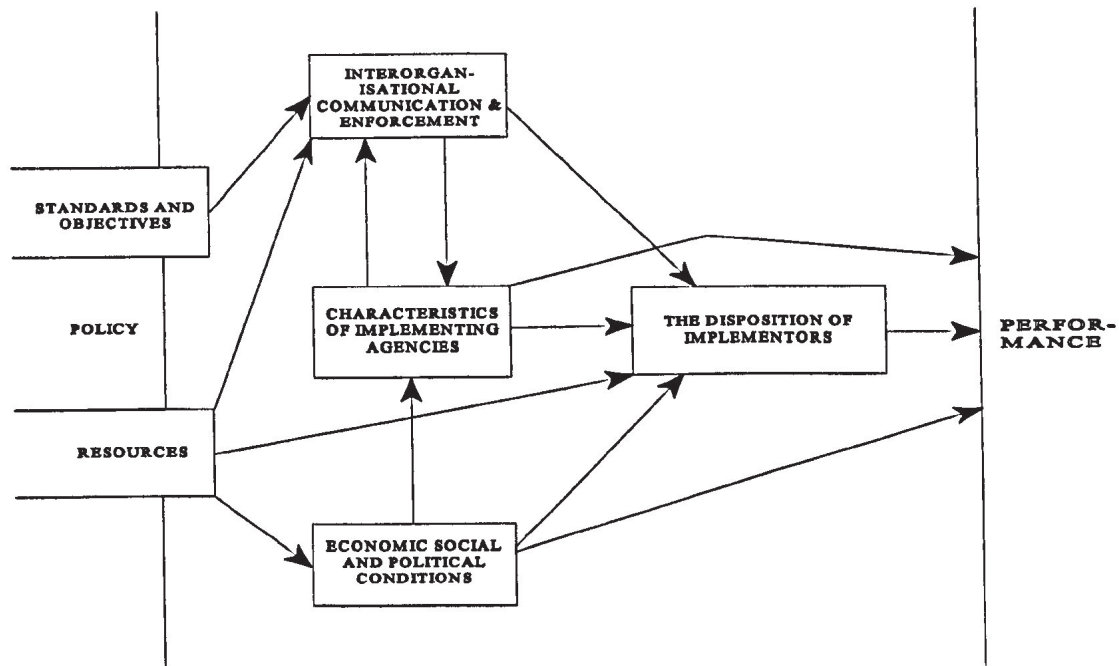 INTERORGAN-
ISATIONAL
COMMUNICATION &
ENFORCEMENT
STANDARDS AND
OBJECTIVES
POLICY
CHARACTERISTICS
OF IMPLEMENTING
AGENCIES
THE DISPOSITION OF
IMPLEMENTORS
PERFOR-
MANCE
RESOURCES
ECONOMIC SOCIAL
AND POLITICAL
CONDITIONS